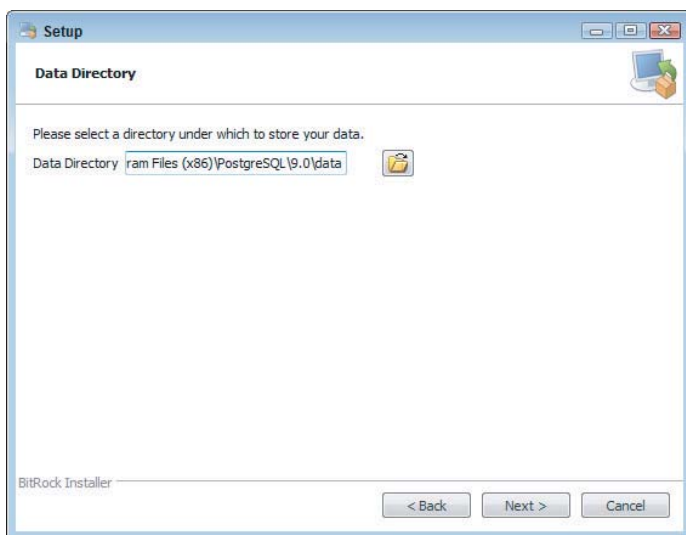 Setup
Data Directory
Please select a directory under which to store your data.
Data Directory ram Files (x86)\PostgreSQL\9.0\data
BitRock Installer
< Back Next > Cancel